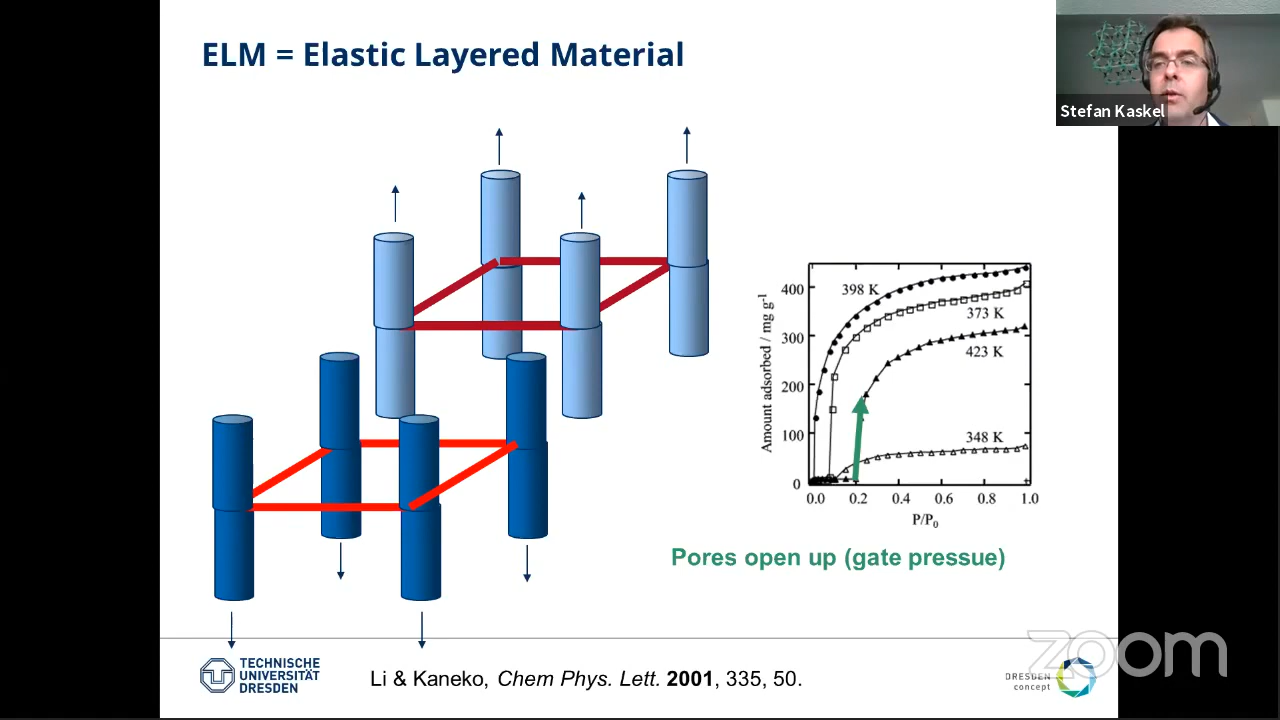 ELM = Elastic Layered Material
Stefan Kaskel
Amount adsorbed / mg g⁻¹
400
300
200
100
0
398 K
373 K
423 K
348 K
0.0 0.2 0.4 0.6 0.8 1.0
P/P₀
Pores open up (gate pressue)
TECHNISCHE
UNIVERSITÄT
DRESDEN
Li & Kaneko, Chem Phys. Lett. 2001, 335, 50.
DRESDEN
concept
zoom